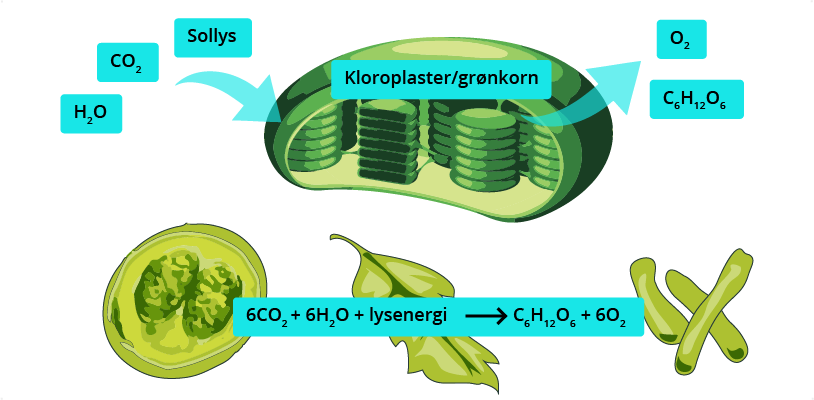 Sollys
CO₂
H₂O
Kloroplaster/grønkorn
O₂
C₆H₁₂O₆
6CO₂ + 6H₂O + lysenergi → C₆H₁₂O₆ + 6O₂